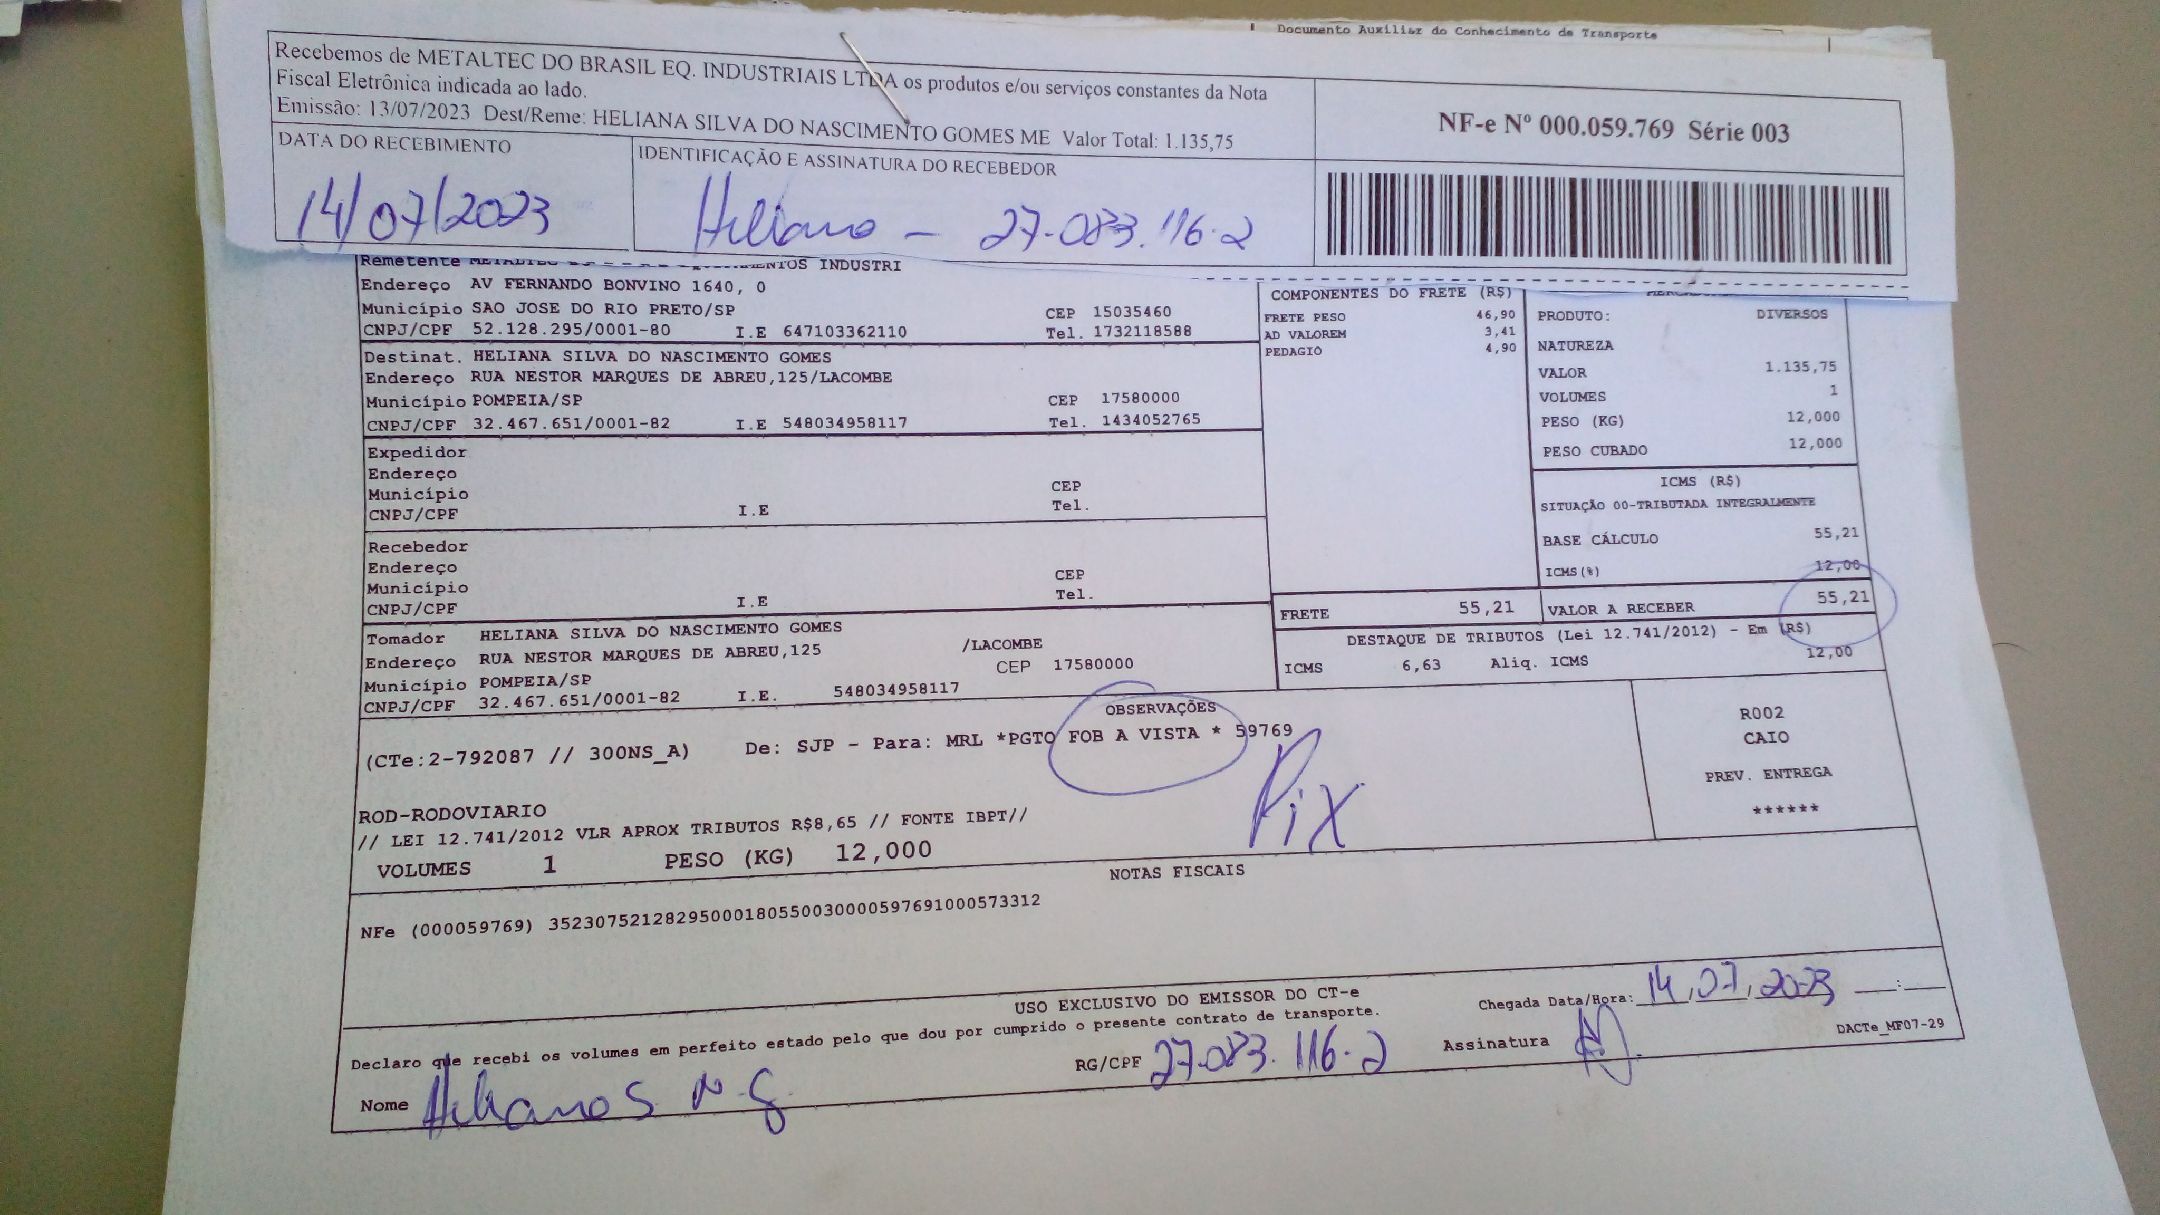 Documento Auxiliar do Conhecimento de Transporte
Recebemos de METALTEC DO BRASIL EQ. INDUSTRIAIS LTDA os produtos e/ou serviços constantes da Nota
Fiscal Eletrônica indicada ao lado.
Emissão: 13/07/2023 Dest/Reme: HELIANA SILVA DO NASCIMENTO GOMES ME Valor Total: 1.135,75
NF-e Nº 000.059.769 Série 003
DATA DO RECEBIMENTO
14/07/2023
IDENTIFICAÇÃO E ASSINATURA DO RECEBEDOR
Heliana - 27.083.116-2
Remetente INDUSTRI
Endereço AV FERNANDO BONVINO 1640, 0
Município SAO JOSE DO RIO PRETO/SP CEP 15035460
CNPJ/CPF 52.128.295/0001-80 I.E 647103362110 Tel. 1732118588
Destinat. HELIANA SILVA DO NASCIMENTO GOMES
Endereço RUA NESTOR MARQUES DE ABREU,125/LACOMBE
Município POMPEIA/SP CEP 17580000
CNPJ/CPF 32.467.651/0001-82 I.E 548034958117 Tel. 1434052765
Expedidor
Endereço
Município CEP
CNPJ/CPF I.E Tel.
Recebedor
Endereço
Município CEP
CNPJ/CPF I.E Tel.
Tomador HELIANA SILVA DO NASCIMENTO GOMES
Endereço RUA NESTOR MARQUES DE ABREU,125 /LACOMBE
Município POMPEIA/SP CEP 17580000
CNPJ/CPF 32.467.651/0001-82 I.E. 548034958117
COMPONENTES DO FRETE (R$)
FRETE PESO 46,90
AD VALOREM 3,41
PEDAGIO 4,90
PRODUTO: DIVERSOS
NATUREZA
VALOR 1.135,75
VOLUMES 1
PESO (KG) 12,000
PESO CUBADO 12,000
ICMS (R$)
SITUAÇÃO 00-TRIBUTADA INTEGRALMENTE
BASE CÁLCULO 55,21
ICMS(%) 12,00
FRETE 55,21 VALOR A RECEBER 55,21
DESTAQUE DE TRIBUTOS (Lei 12.741/2012) - Em (R$)
ICMS 6,63 Aliq. ICMS 12,00
OBSERVAÇÕES
(CTe:2-792087 // 300NS_A) De: SJP - Para: MRL *PGTO FOB A VISTA * 59769
Pix
ROD-RODOVIARIO
// LEI 12.741/2012 VLR APROX TRIBUTOS R$8,65 // FONTE IBPT//
VOLUMES 1 PESO (KG) 12,000
R002
CAIO
PREV. ENTREGA
******
NOTAS FISCAIS
NFe (000059769) 35230752128295000180550030000597691000573312
USO EXCLUSIVO DO EMISSOR DO CT-e
Declaro que recebi os volumes em perfeito estado pelo que dou por cumprido o presente contrato de transporte.
Chegada Data/Hora: 14,07,2023 __:__
Nome Heliana S. N. G. RG/CPF 27.083.116-2 Assinatura
DACTe_MF07-29